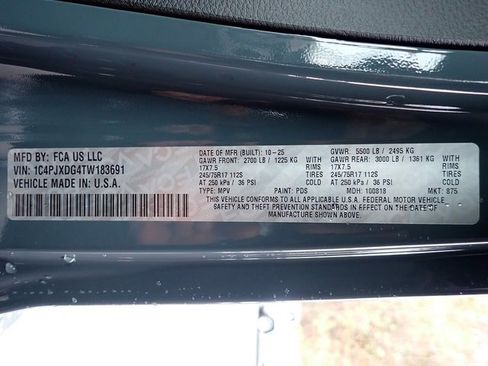 MFD BY: FCA US LLC
VIN: 1C4PJXDG4TW183691
VEHICLE MADE IN: U.S.A.
DATE OF MFR (BUILT): 10-25 GVWR: 5500 LB / 2495 KG
GAWR FRONT: 2700 LB / 1225 KG GAWR REAR: 3000 LB / 1361 KG
17X7.5 RIMS 17X7.5 RIMS
245/75R17 112S TIRES 245/75R17 112S TIRES
AT 250 kPa / 36 PSI AT 250 kPa / 36 PSI
TYPE: MPV PAINT: PDS MDH: 100818 MKT: 875
THIS VEHICLE CONFORMS TO ALL APPLICABLE U.S.A. FEDERAL MOTOR VEHICLE
SAFETY AND THEFT PREVENTION STANDARDS IN EFFECT ON THE DATE OF
MANUFACTURE SHOWN ABOVE.